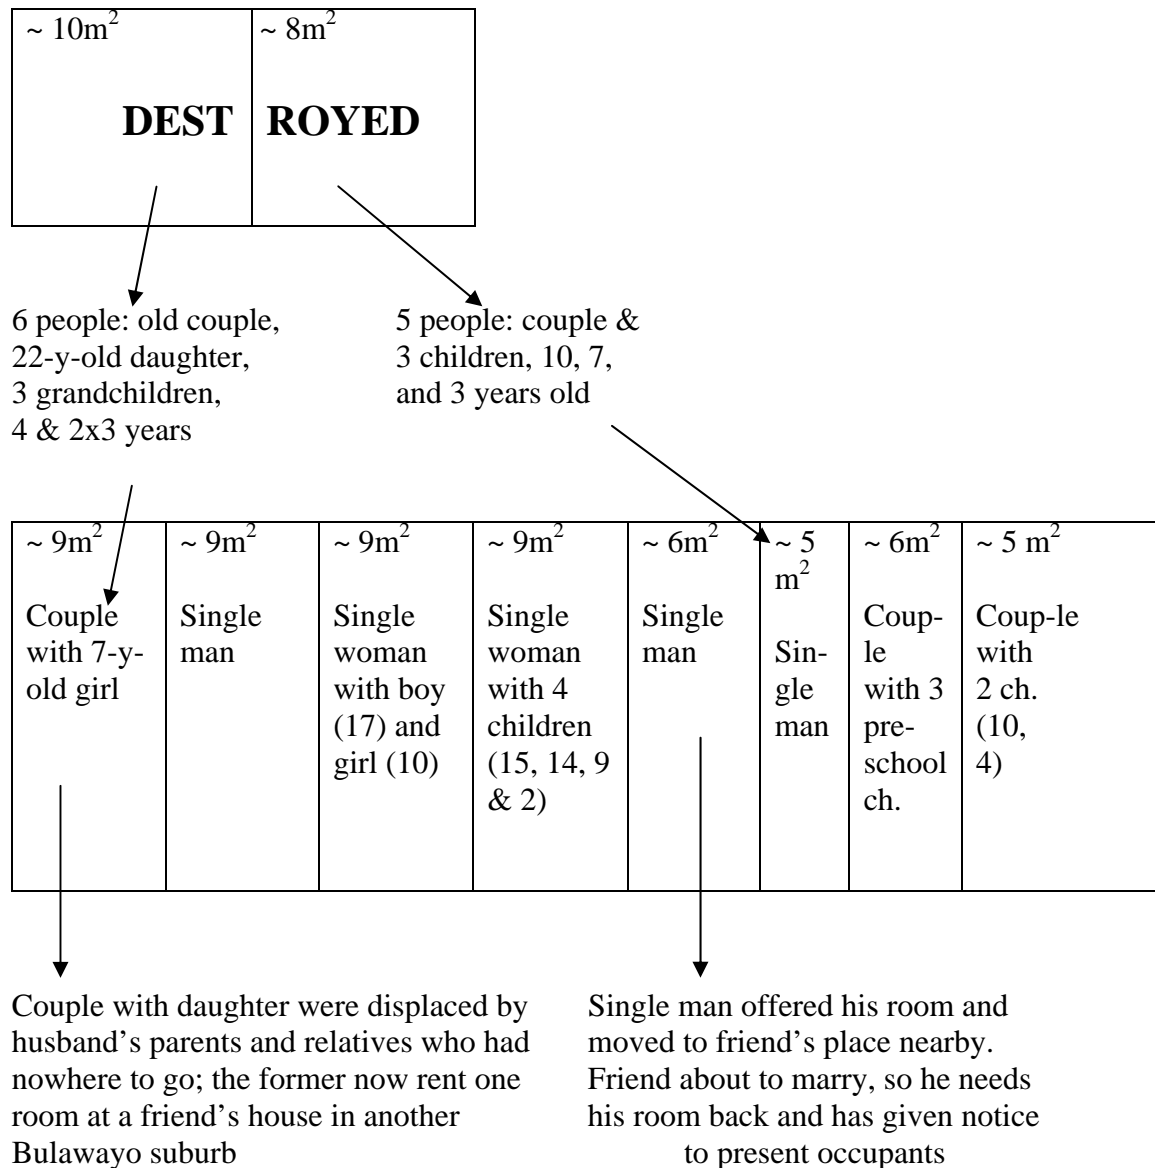 ~ 10m²
~ 8m²
DEST
ROYED
6 people: old couple,
22-y-old daughter,
3 grandchildren,
4 & 2x3 years
5 people: couple &
3 children, 10, 7,
and 3 years old
~ 9m²
Couple
with 7-y-
old girl
~ 9m²
Single
man
~ 9m²
Single
woman
with boy
(17) and
girl (10)
~ 9m²
Single
woman
with 4
children
(15, 14, 9
& 2)
~ 6m²
Single
man
~ 5
m²
Sin-
gle
man
~ 6m²
Coup-
le
with 3
pre-
school
ch.
~ 5 m²
Coup-le
with
2 ch.
(10,
4)
Couple with daughter were displaced by
husband’s parents and relatives who had
nowhere to go; the former now rent one
room at a friend’s house in another
Bulawayo suburb
Single man offered his room and
moved to friend’s place nearby.
Friend about to marry, so he needs
his room back and has given notice
to present occupants